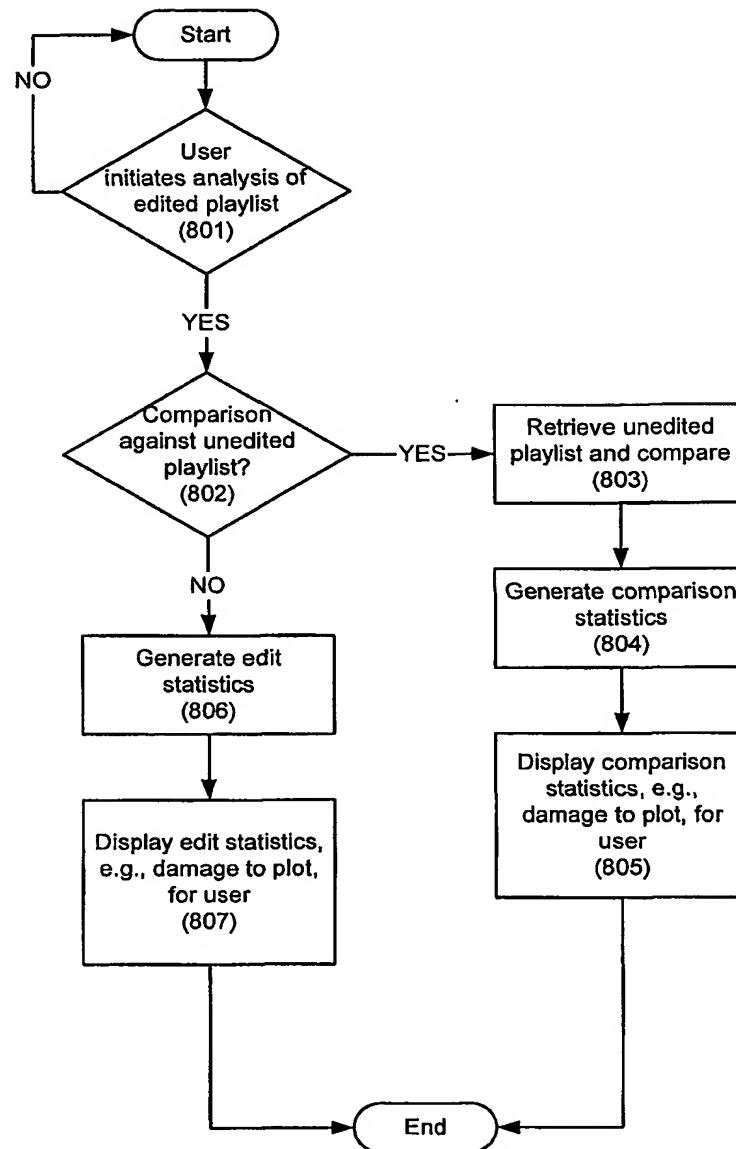 Start
NO
User
initiates analysis of
edited playlist
(801)
YES
Comparison
against unedited
playlist?
(802)
YES
Retrieve unedited
playlist and compare
(803)
NO
Generate comparison
statistics
(804)
Generate edit
statistics
(806)
Display comparison
statistics, e.g.,
damage to plot, for
user
(805)
Display edit statistics,
e.g., damage to plot,
for user
(807)
End